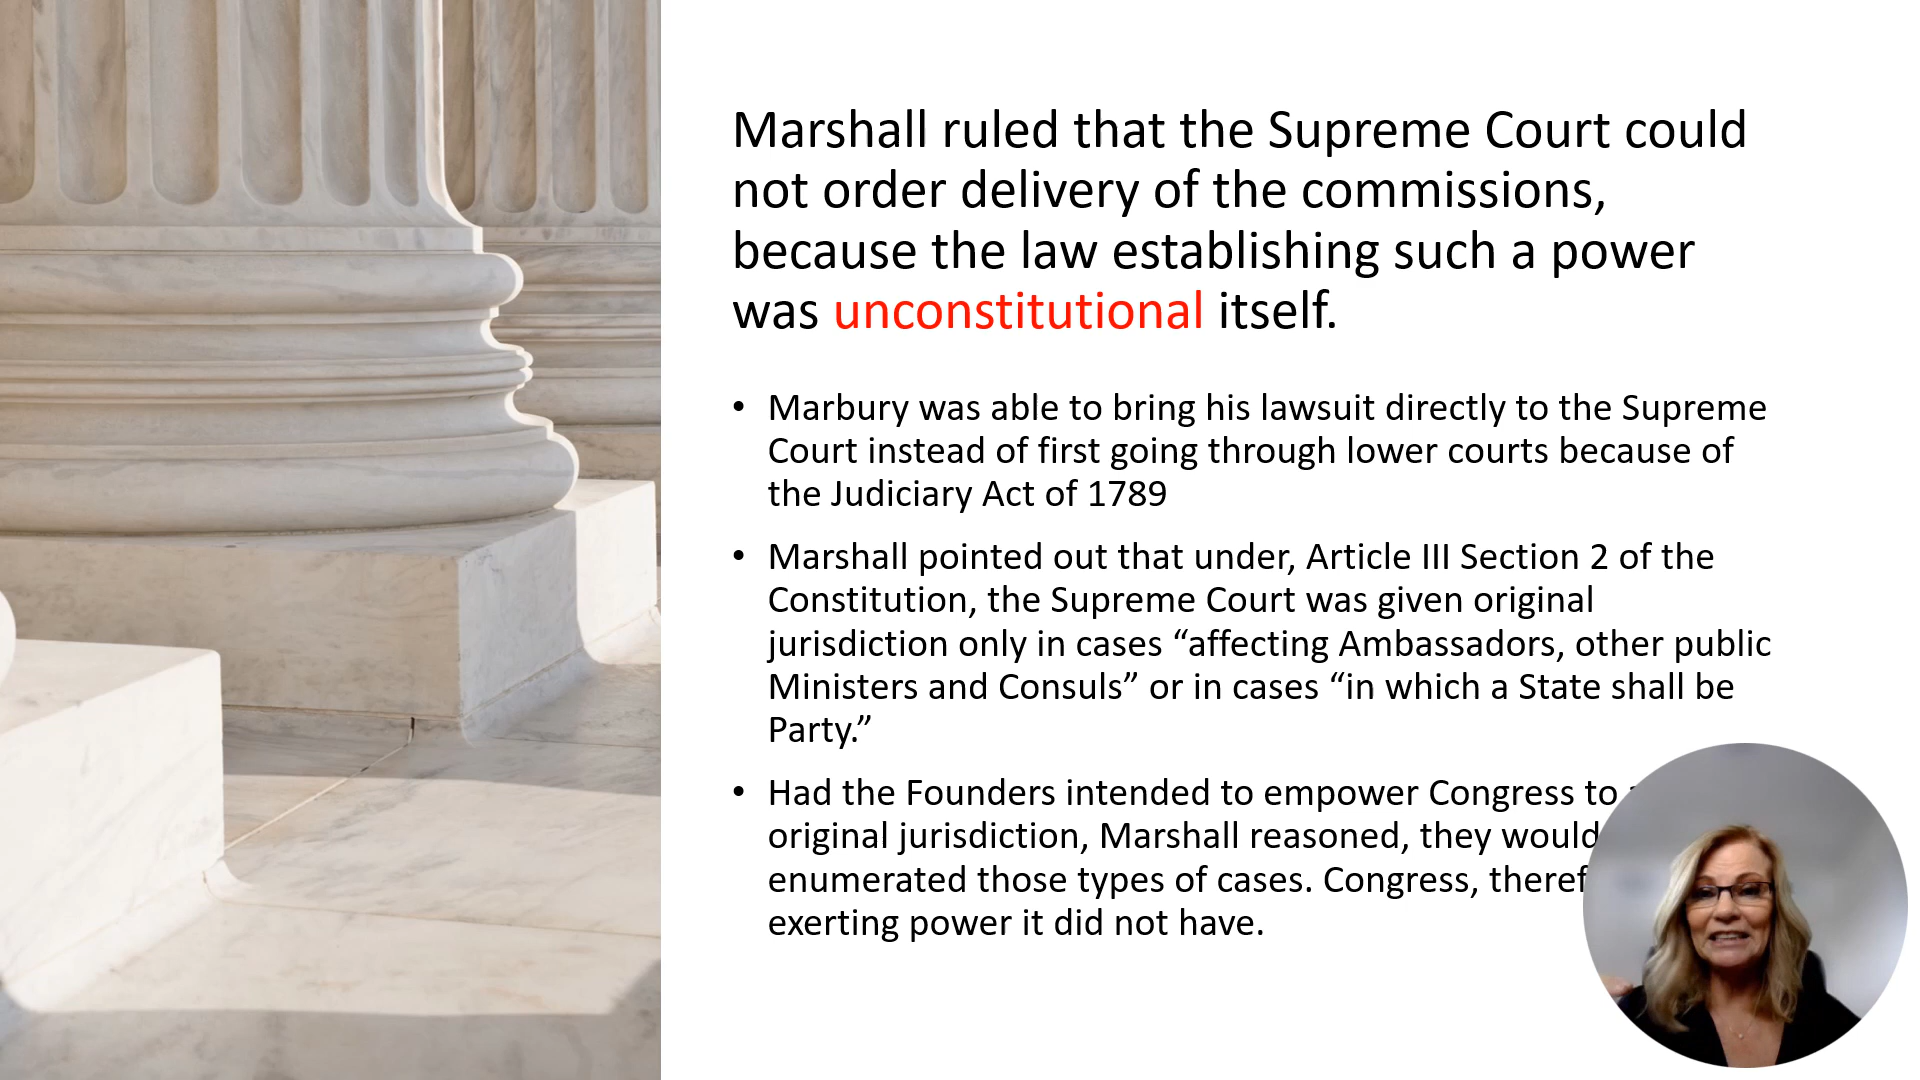 Marshall ruled that the Supreme Court could
not order delivery of the commissions,
because the law establishing such a power
was unconstitutional itself.
• Marbury was able to bring his lawsuit directly to the Supreme
Court instead of first going through lower courts because of
the Judiciary Act of 1789
• Marshall pointed out that under, Article III Section 2 of the
Constitution, the Supreme Court was given original
jurisdiction only in cases “affecting Ambassadors, other public
Ministers and Consuls” or in cases “in which a State shall be
Party.”
• Had the Founders intended to empower Congress to
original jurisdiction, Marshall reasoned, they would
enumerated those types of cases. Congress,
exerting power it did not have.